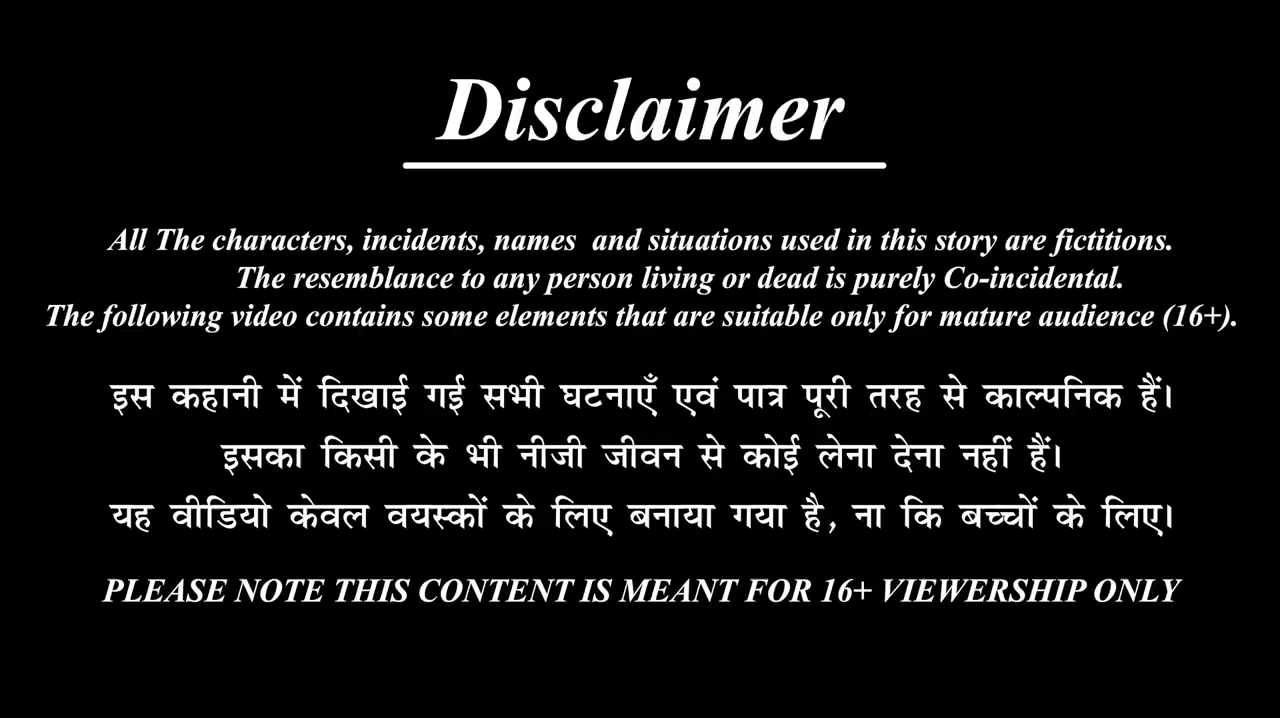 Disclaimer
All The characters, incidents, names and situations used in this story are fictitions.
The resemblance to any person living or dead is purely Co-incidental.
The following video contains some elements that are suitable only for mature audience (16+).
इस कहानी में दिखाई गई सभी घटनाएँ एवं पात्र पूरी तरह से काल्पनिक हैं।
इसका किसी के भी नीजी जीवन से कोई लेना देना नहीं हैं।
यह वीडियो केवल वयस्कों के लिए बनाया गया है, ना कि बच्चों के लिए।
PLEASE NOTE THIS CONTENT IS MEANT FOR 16+ VIEWERSHIP ONLY